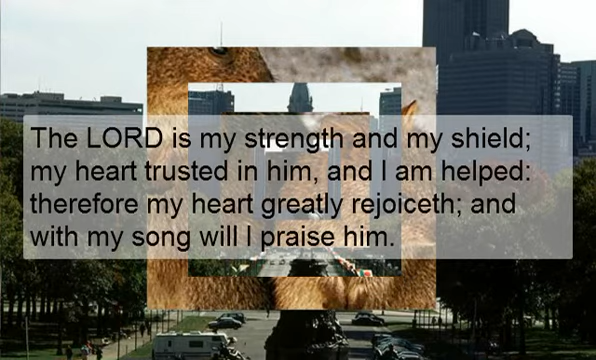 The LORD is my strength and my shield;
my heart trusted in him, and I am helped:
therefore my heart greatly rejoiceth; and
with my song will I praise him.